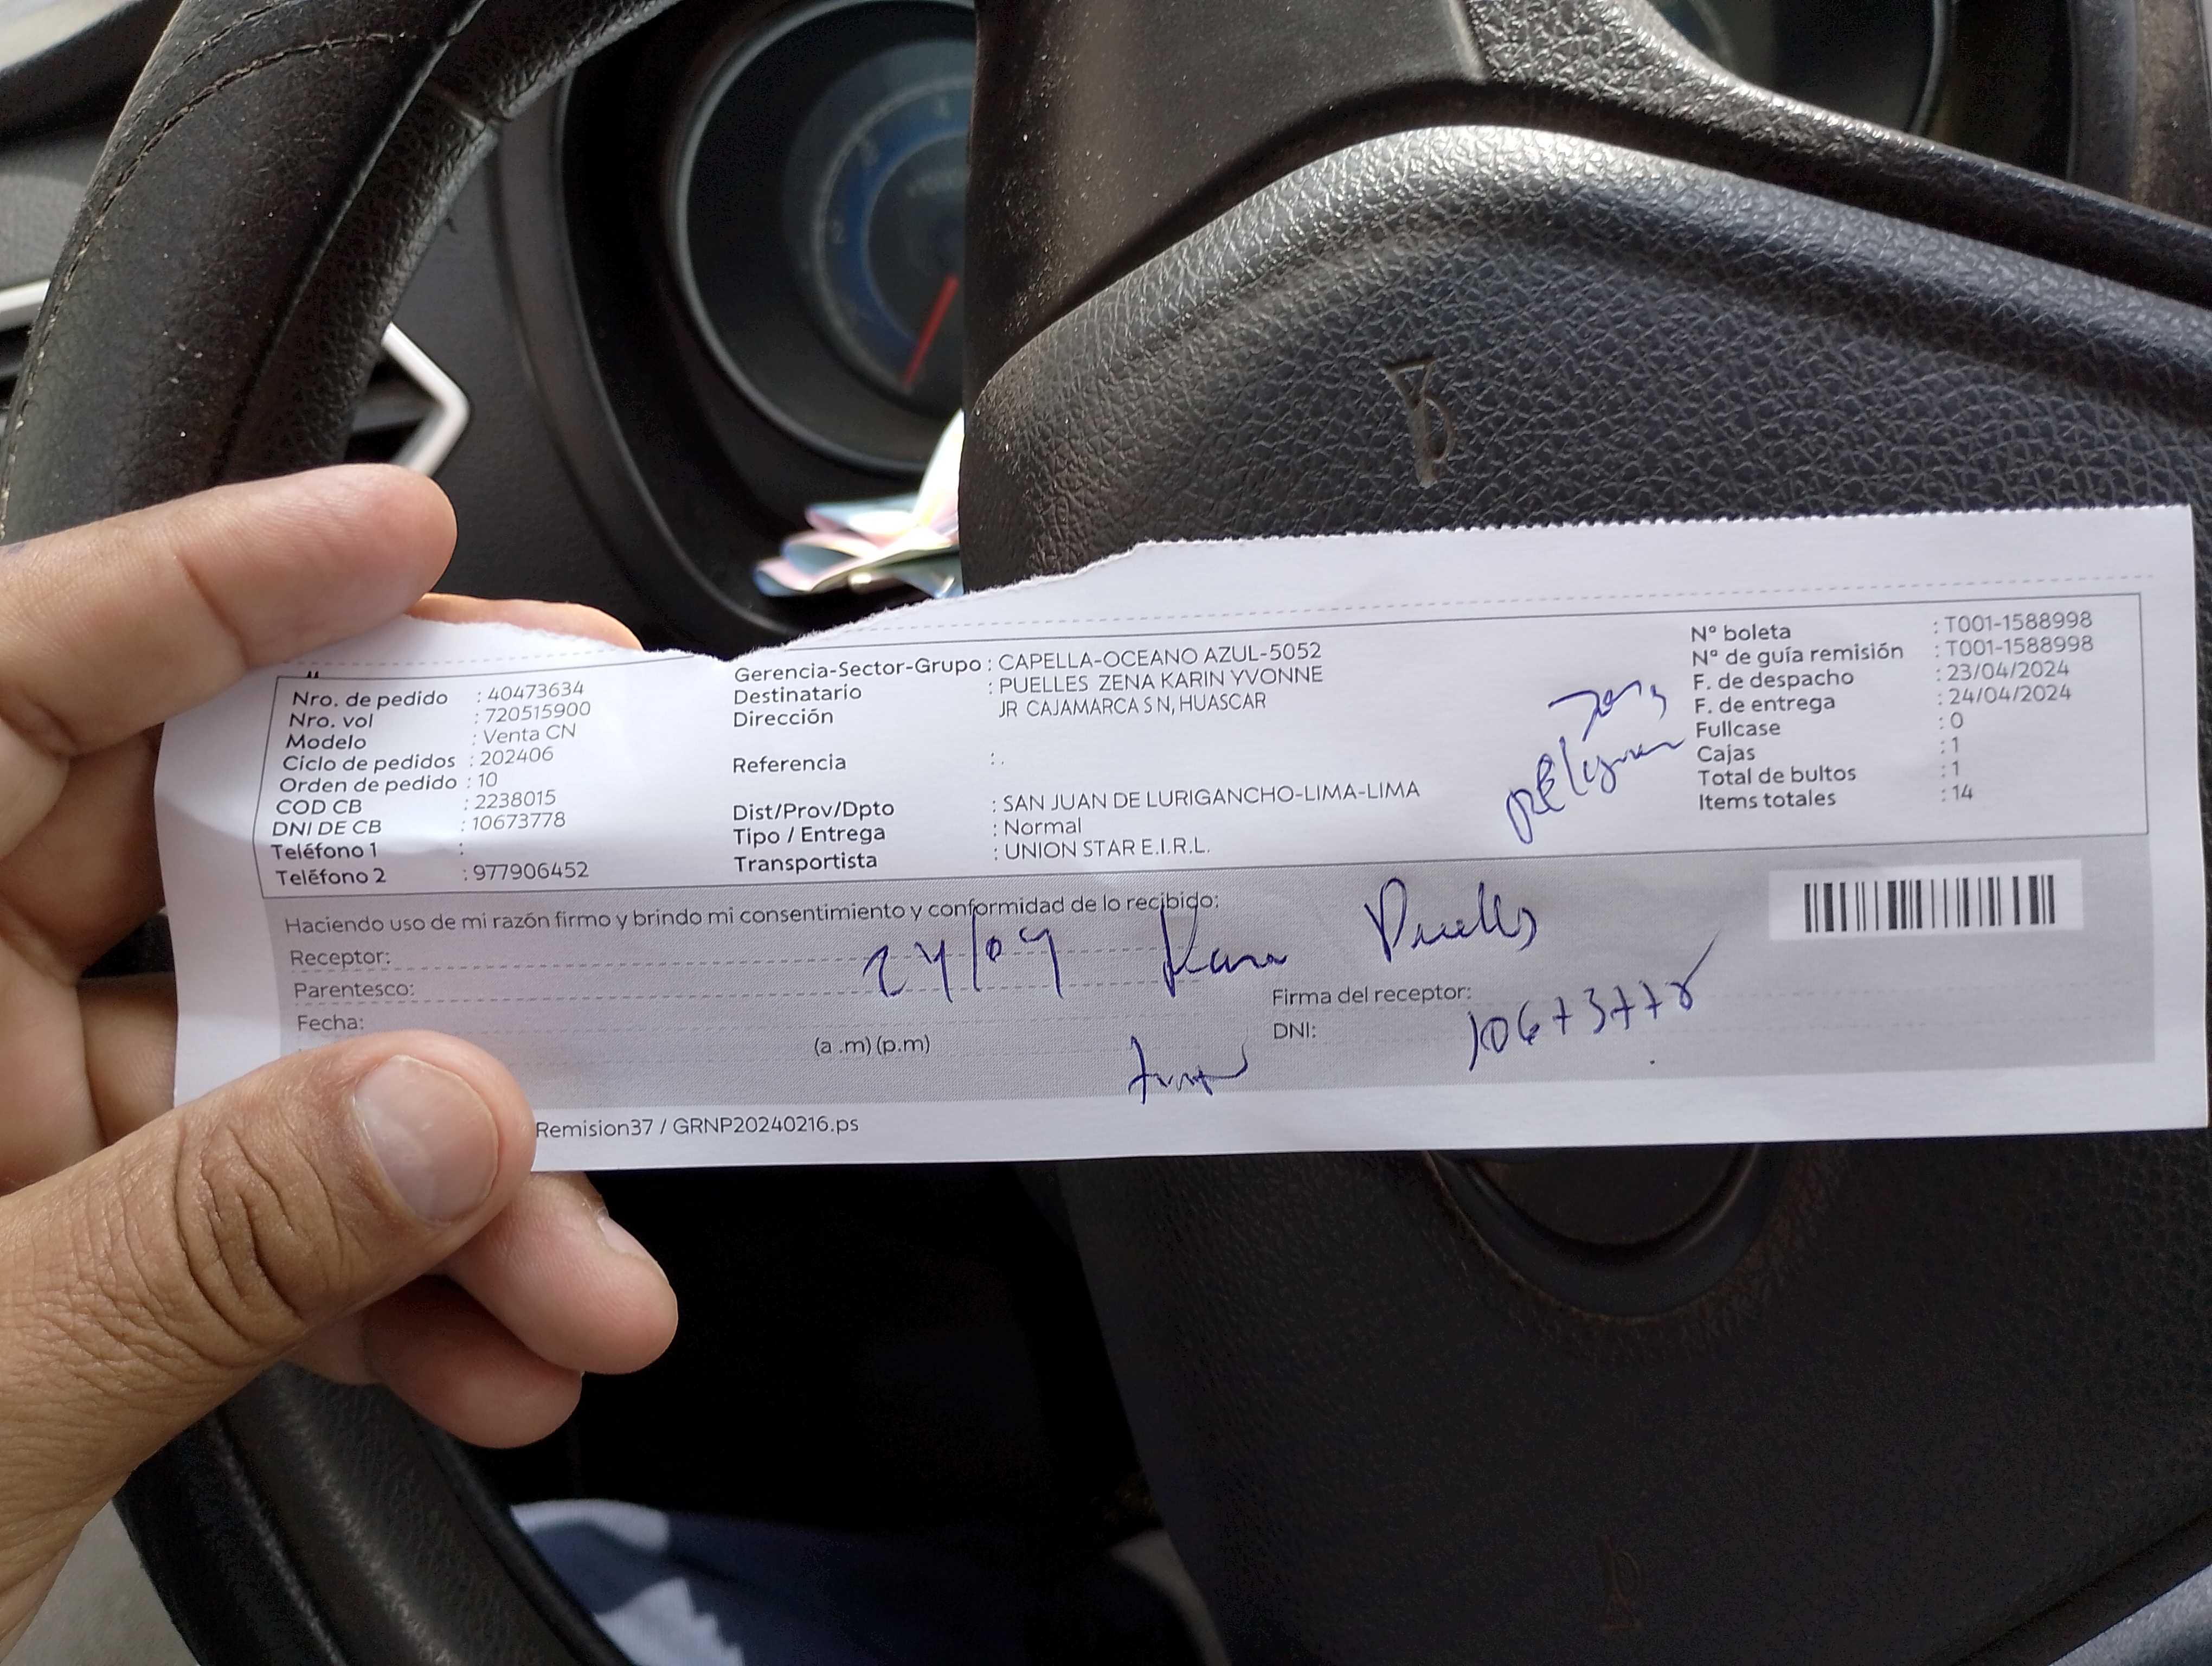 Nro. de pedido : 40473634
Nro. vol : 720515900
Modelo : Venta CN
Ciclo de pedidos : 202406
Orden de pedido : 10
COD CB : 2238015
DNI DE CB : 10673778
Teléfono 1 :
Teléfono 2 : 977906452
Gerencia-Sector-Grupo : CAPELLA-OCEANO AZUL-5052
Destinatario : PUELLES ZENA KARIN YVONNE
Dirección JR CAJAMARCA S N, HUASCAR
Referencia : .
Dist/Prov/Dpto : SAN JUAN DE LURIGANCHO-LIMA-LIMA
Tipo / Entrega : Normal
Transportista : UNION STAR E.I.R.L.
N° boleta : T001-1588998
N° de guía remisión : T001-1588998
F. de despacho : 23/04/2024
F. de entrega : 24/04/2024
Fullcase : 0
Cajas : 1
Total de bultos : 1
Items totales : 14
Haciendo uso de mi razón firmo y brindo mi consentimiento y conformidad de lo recibido:
Receptor:
Parentesco:
24/04 Puelles
Fecha:
(a .m) (p.m)
Firma del receptor:
DNI: 10673778
Remision37 / GRNP20240216.ps